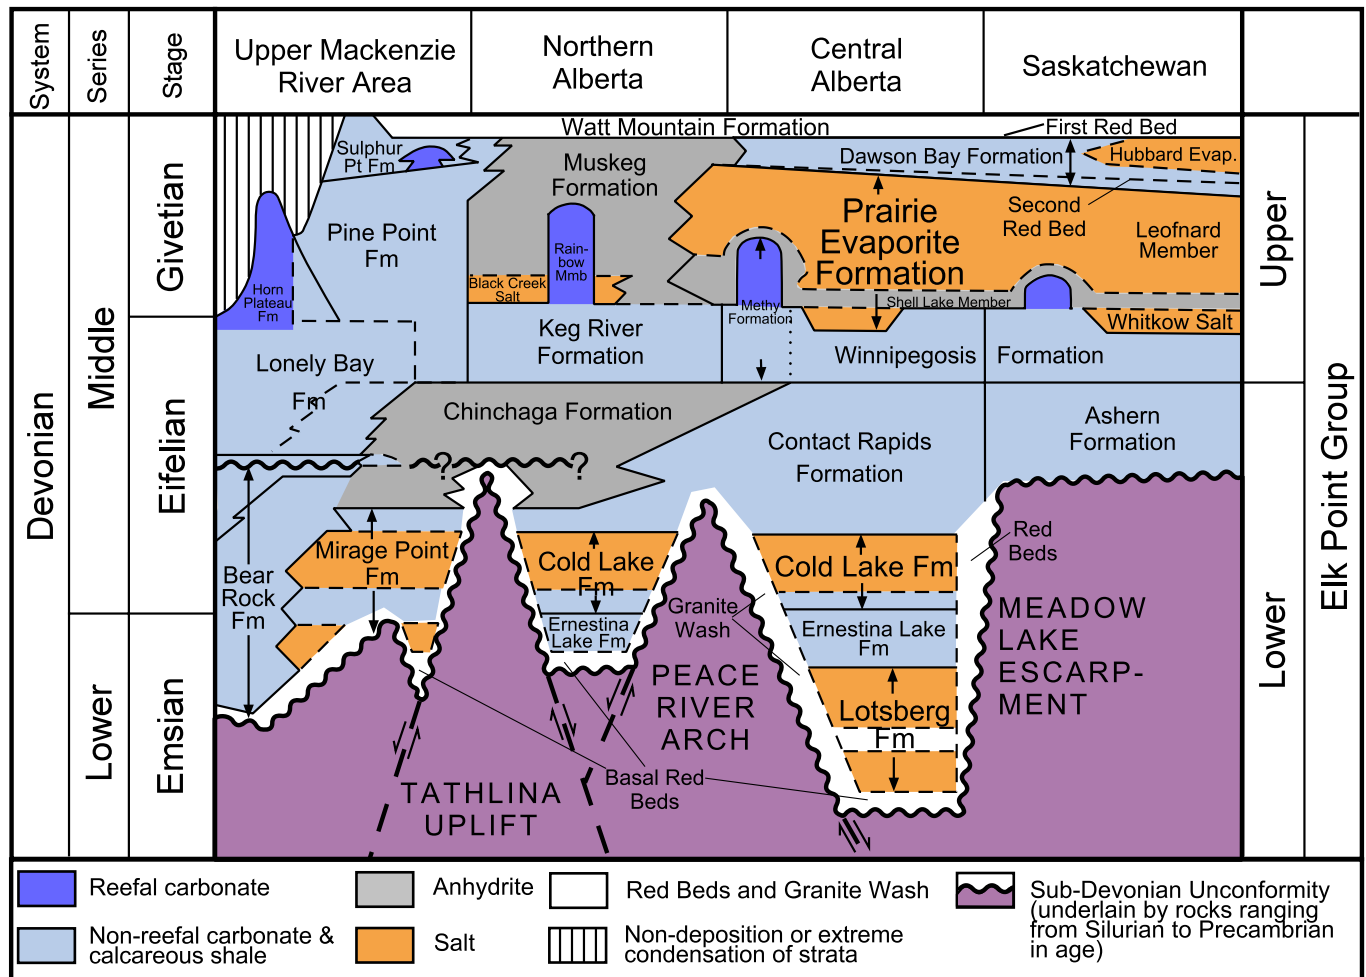 System
Series
Stage
Upper Mackenzie
River Area
Northern
Alberta
Central
Alberta
Saskatchewan
Devonian
Middle
Lower
Givetian
Eifelian
Emsian
Watt Mountain Formation
First Red Bed
Sulphur
Pt Fm
Muskeg
Formation
Dawson Bay Formation
Hubbard Evap.
Second
Red Bed
Prairie
Evaporite
Formation
Leofnard
Member
Pine Point
Fm
Horn
Plateau
Fm
Black Creek
Salt
Rain-
bow
Mmb
Methy
Formation
Shell Lake Member
Whitkow Salt
Lonely Bay
Fm
Keg River
Formation
Winnipegosis Formation
Chinchaga Formation
Contact Rapids
Formation
Ashern
Formation
? ?
Bear
Rock
Fm
Mirage Point
Fm
Cold Lake
Fm
Ernestina
Lake Fm
Granite
Wash
Cold Lake Fm
Ernestina Lake
Fm
Lotsberg
Fm
Red
Beds
MEADOW
LAKE
ESCARP-
MENT
PEACE
RIVER
ARCH
Basal Red
Beds
TATHLINA
UPLIFT
Upper
Lower
Elk Point Group
Reefal carbonate
Non-reefal carbonate &
calcareous shale
Anhydrite
Salt
Red Beds and Granite Wash
Non-deposition or extreme
condensation of strata
Sub-Devonian Unconformity
(underlain by rocks ranging
from Silurian to Precambrian
in age)